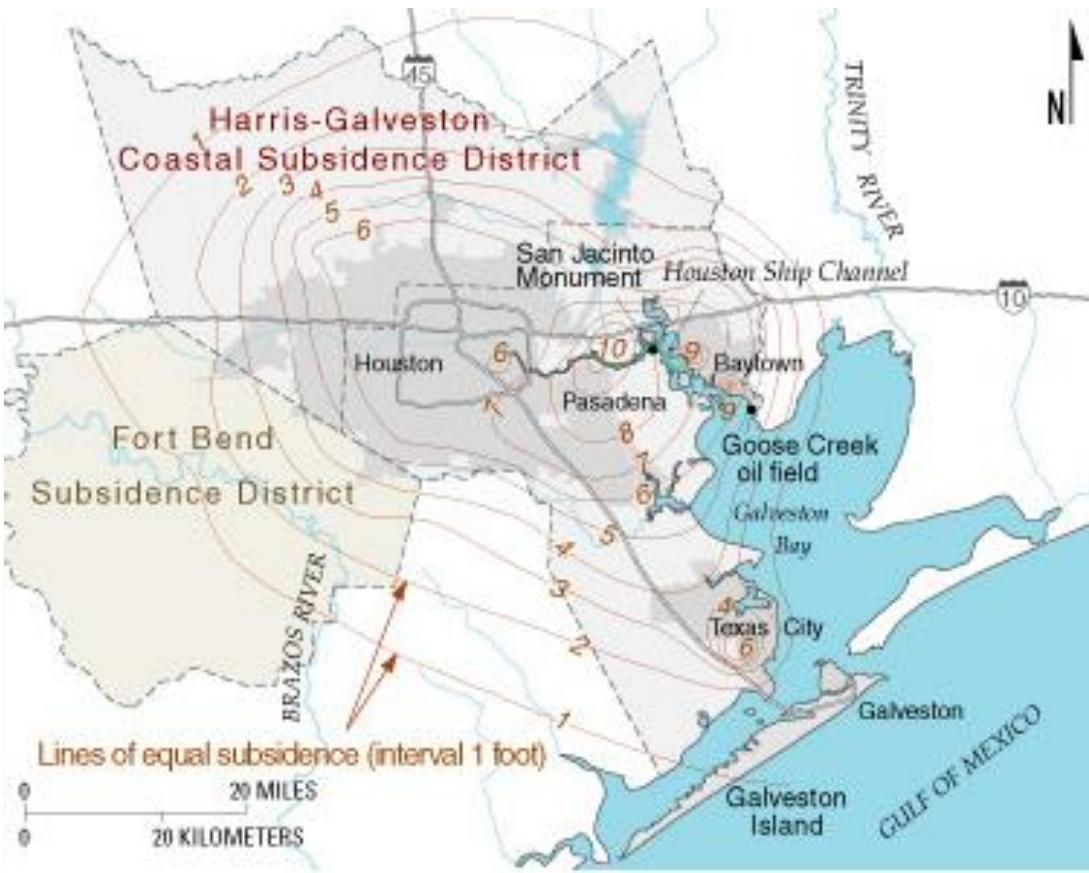 45
N
TRINITY RIVER
Harris-Galveston
Coastal Subsidence District
1
2
3
4
5
6
San Jacinto
Monument
Houston Ship Channel
10
Houston
6
10
9
Baytown
7
Pasadena
9
8
Fort Bend
Subsidence District
Goose Creek
oil field
7
6
Galveston
Bay
5
4
3
4
Texas City
6
2
BRAZOS RIVER
1
Galveston
Lines of equal subsidence (interval 1 foot)
0 20 MILES
0 20 KILOMETERS
Galveston
Island
GULF OF MEXICO